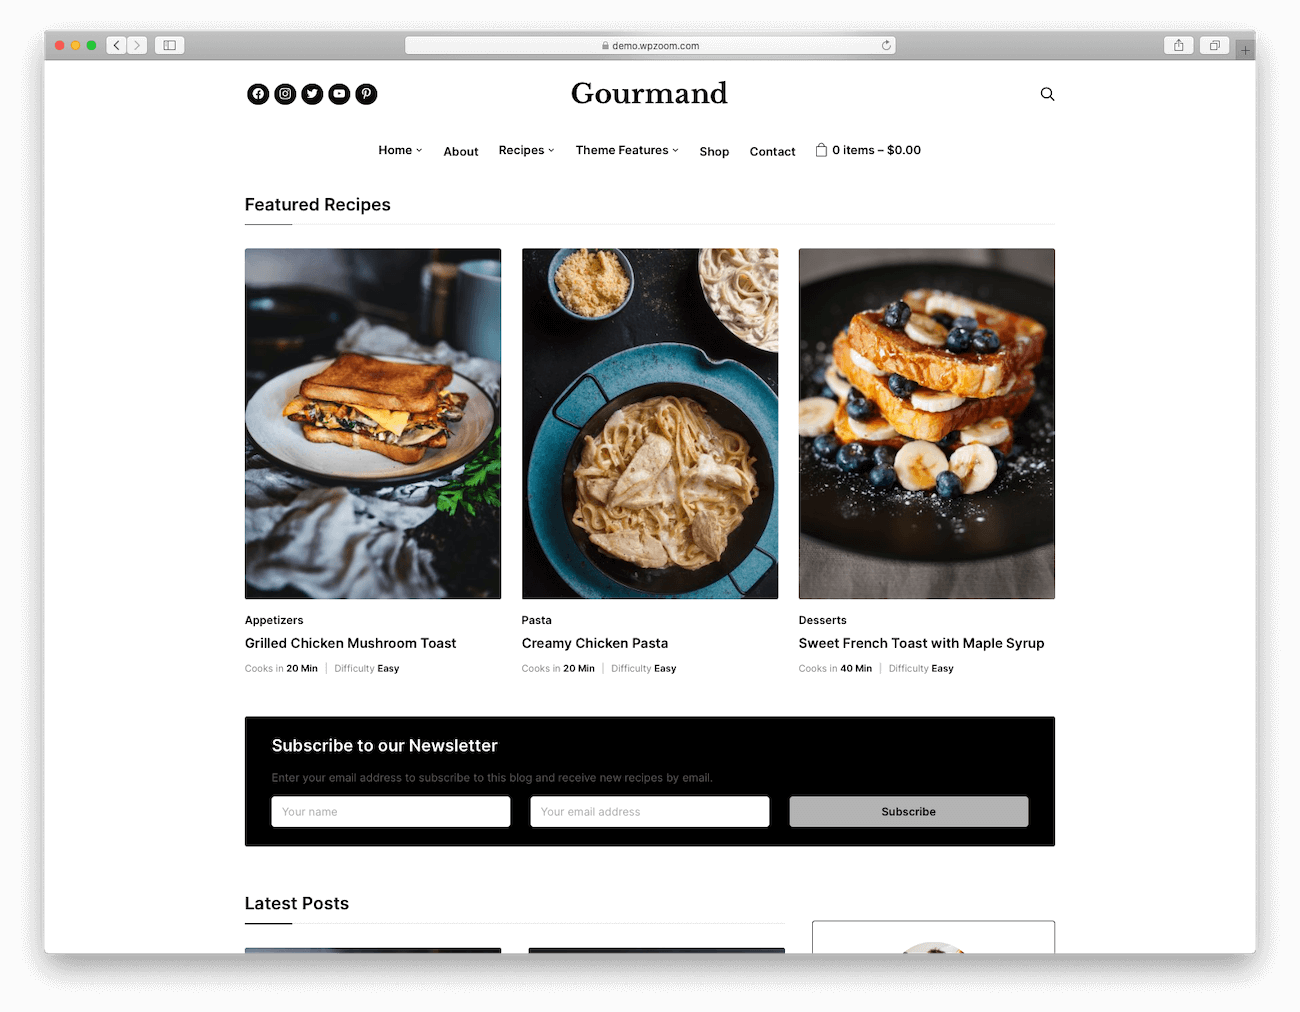 demo.wpzoom.com
Gourmand
Home About Recipes Theme Features Shop Contact 0 items – $0.00
Featured Recipes
Appetizers
Grilled Chicken Mushroom Toast
Cooks in 20 Min | Difficulty Easy
Pasta
Creamy Chicken Pasta
Cooks in 20 Min | Difficulty Easy
Desserts
Sweet French Toast with Maple Syrup
Cooks in 40 Min | Difficulty Easy
Subscribe to our Newsletter
Enter your email address to subscribe to this blog and receive new recipes by email.
Your name Your email address Subscribe
Latest Posts